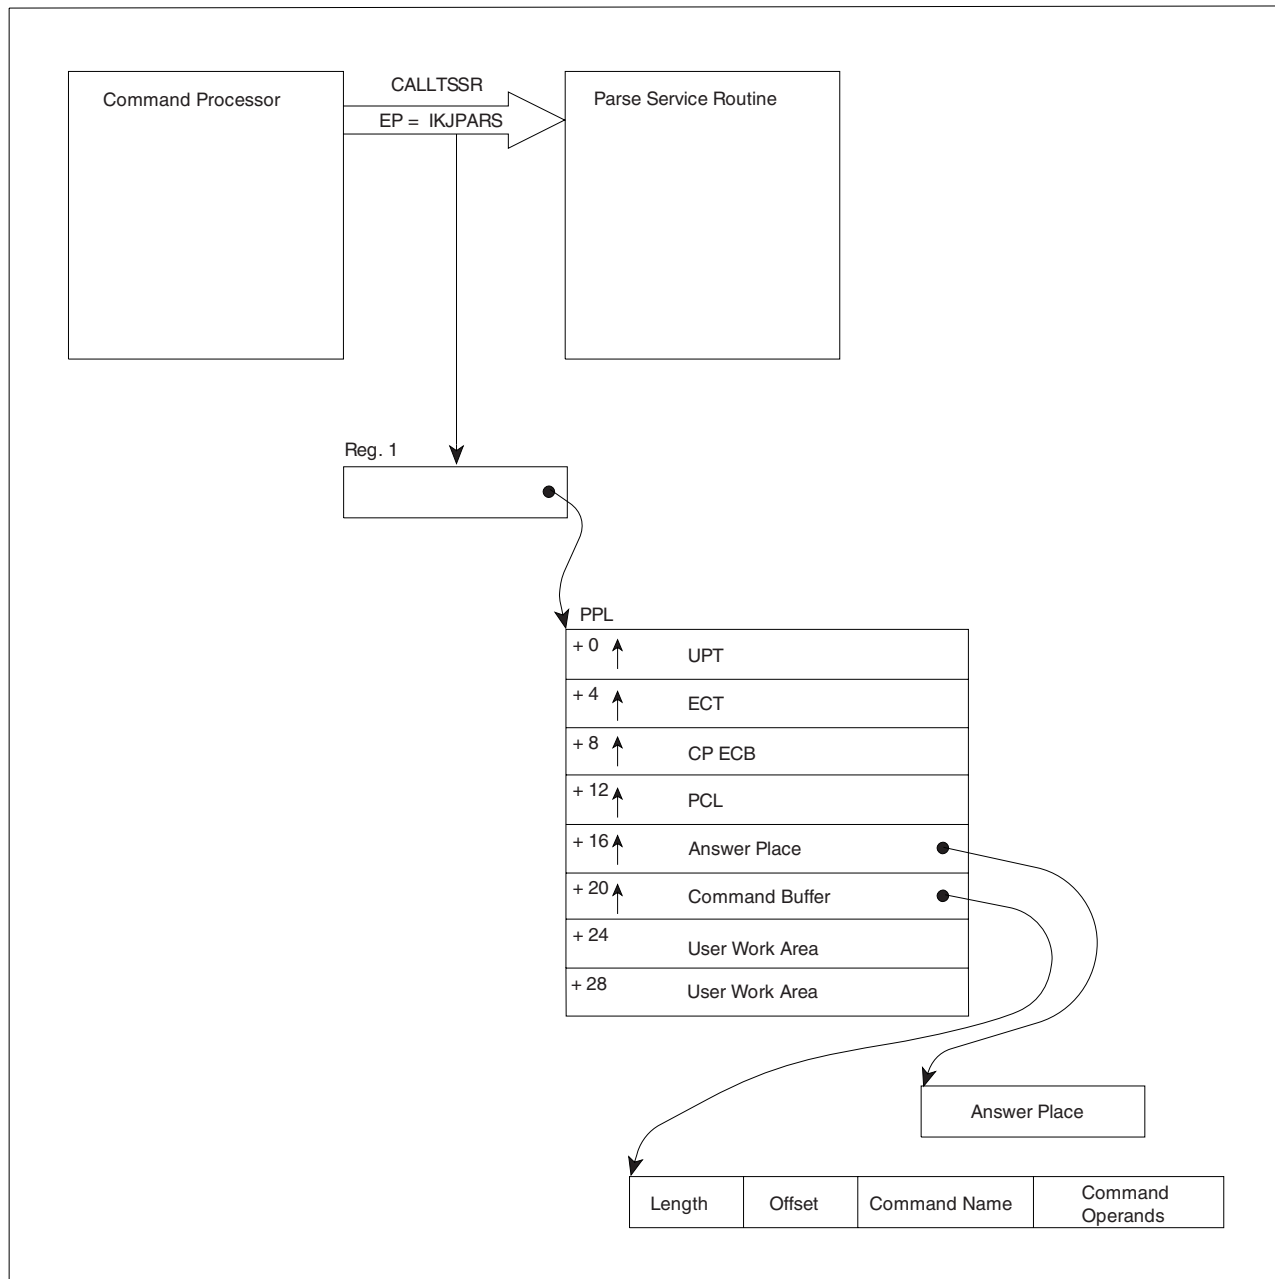 Command Processor
CALLTSSR
EP = IKJPARS
Parse Service Routine
Reg. 1
PPL
+ 0 UPT
+ 4 ECT
+ 8 CP ECB
+ 12 PCL
+ 16 Answer Place
+ 20 Command Buffer
+ 24 User Work Area
+ 28 User Work Area
Answer Place
Length Offset Command Name Command
Operands